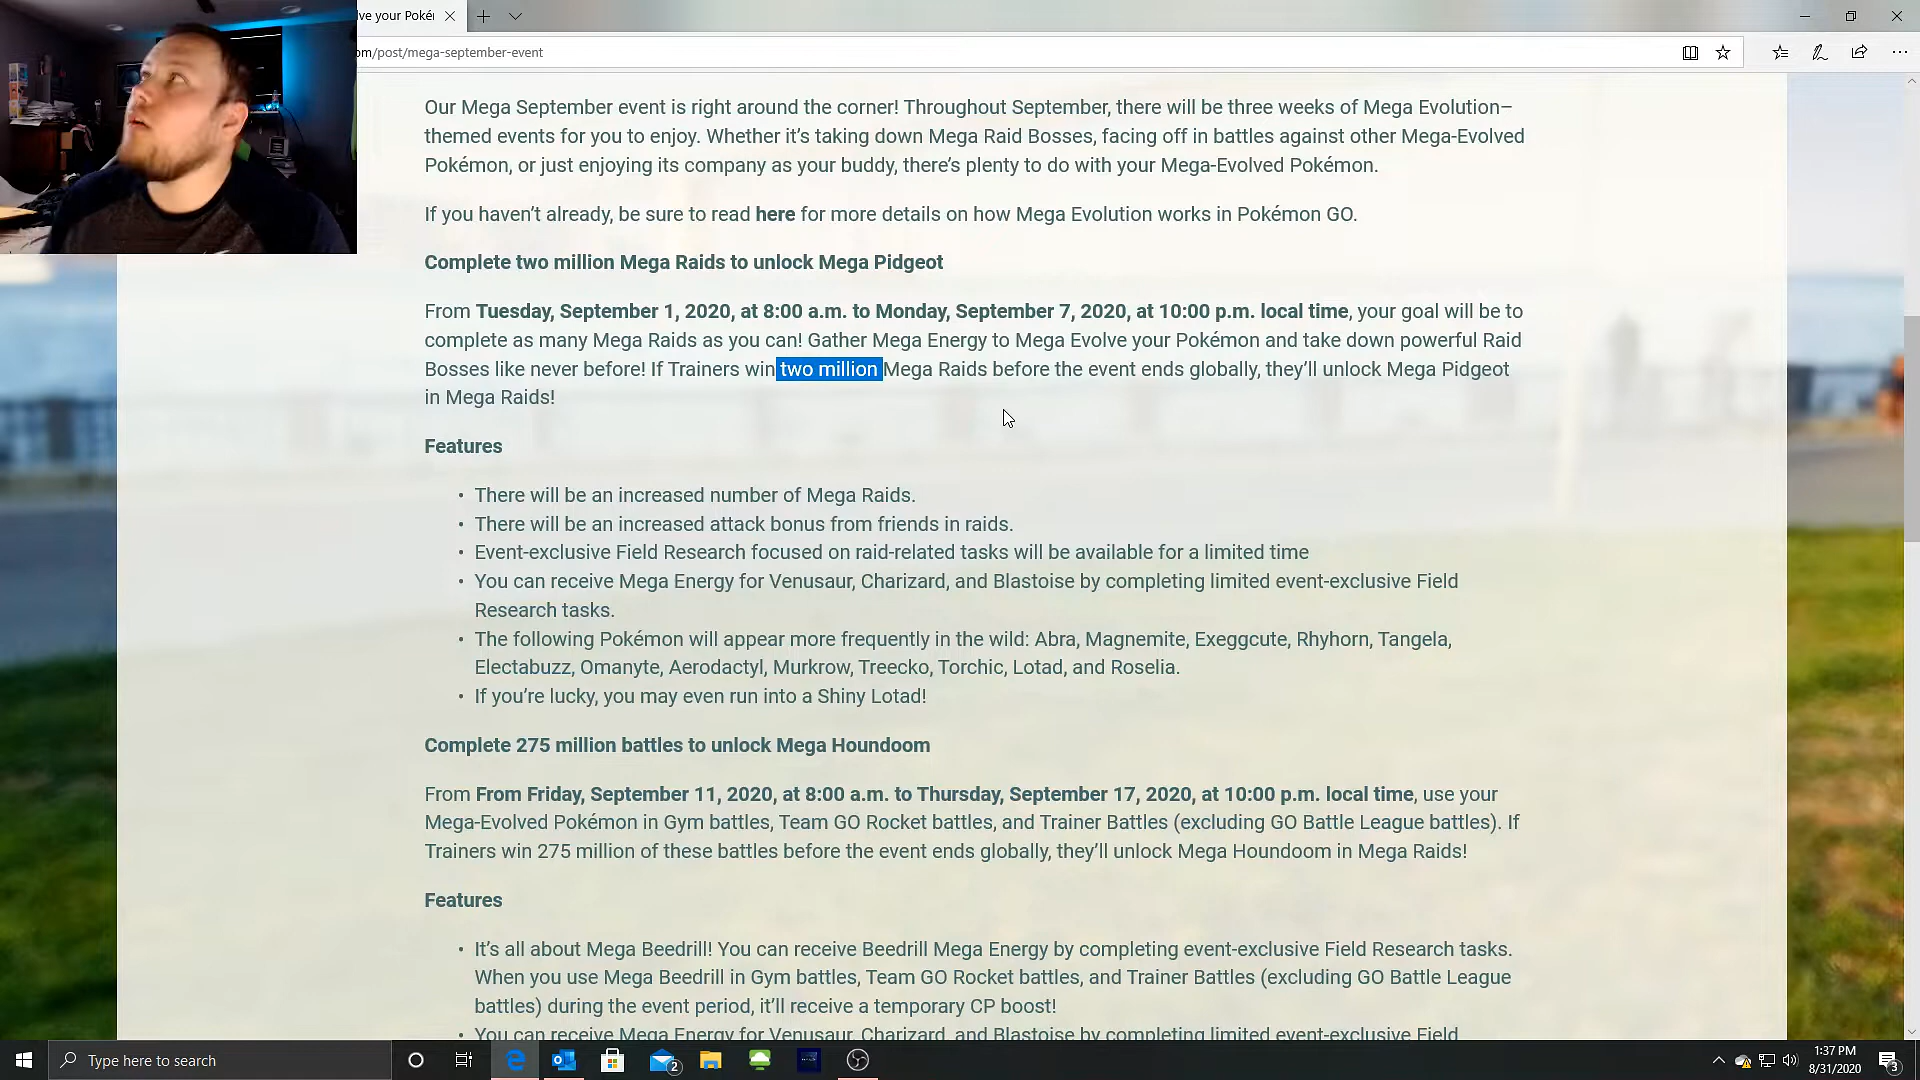 lve your Poké
om/post/mega-september-event
Our Mega September event is right around the corner! Throughout September, there will be three weeks of Mega Evolution–
themed events for you to enjoy. Whether it's taking down Mega Raid Bosses, facing off in battles against other Mega-Evolved
Pokémon, or just enjoying its company as your buddy, there's plenty to do with your Mega-Evolved Pokémon.
If you haven't already, be sure to read here for more details on how Mega Evolution works in Pokémon GO.
Complete two million Mega Raids to unlock Mega Pidgeot
From Tuesday, September 1, 2020, at 8:00 a.m. to Monday, September 7, 2020, at 10:00 p.m. local time, your goal will be to
complete as many Mega Raids as you can! Gather Mega Energy to Mega Evolve your Pokémon and take down powerful Raid
Bosses like never before! If Trainers win two million Mega Raids before the event ends globally, they'll unlock Mega Pidgeot
in Mega Raids!
Features
• There will be an increased number of Mega Raids.
• There will be an increased attack bonus from friends in raids.
• Event-exclusive Field Research focused on raid-related tasks will be available for a limited time
• You can receive Mega Energy for Venusaur, Charizard, and Blastoise by completing limited event-exclusive Field
Research tasks.
• The following Pokémon will appear more frequently in the wild: Abra, Magnemite, Exeggcute, Rhyhorn, Tangela,
Electabuzz, Omanyte, Aerodactyl, Murkrow, Treecko, Torchic, Lotad, and Roselia.
• If you're lucky, you may even run into a Shiny Lotad!
Complete 275 million battles to unlock Mega Houndoom
From From Friday, September 11, 2020, at 8:00 a.m. to Thursday, September 17, 2020, at 10:00 p.m. local time, use your
Mega-Evolved Pokémon in Gym battles, Team GO Rocket battles, and Trainer Battles (excluding GO Battle League battles). If
Trainers win 275 million of these battles before the event ends globally, they'll unlock Mega Houndoom in Mega Raids!
Features
• It's all about Mega Beedrill! You can receive Beedrill Mega Energy by completing event-exclusive Field Research tasks.
When you use Mega Beedrill in Gym battles, Team GO Rocket battles, and Trainer Battles (excluding GO Battle League
battles) during the event period, it'll receive a temporary CP boost!
You can receive Mega Energy for Venusaur, Charizard, and Blastoise by completing limited event-exclusive Field
Type here to search
2
1:37 PM
8/31/2020
3